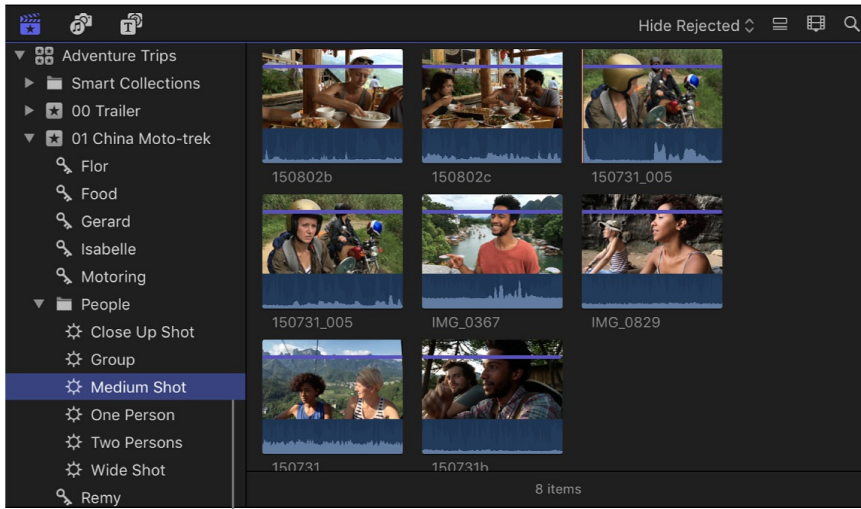 Hide Rejected
Adventure Trips
Smart Collections
00 Trailer
01 China Moto-trek
Flor
Food
Gerard
Isabelle
Motoring
People
Close Up Shot
Group
Medium Shot
One Person
Two Persons
Wide Shot
Remy
150802b
150802c
150731_005
150731_005
IMG_0367
IMG_0829
150731
150731b
8 items